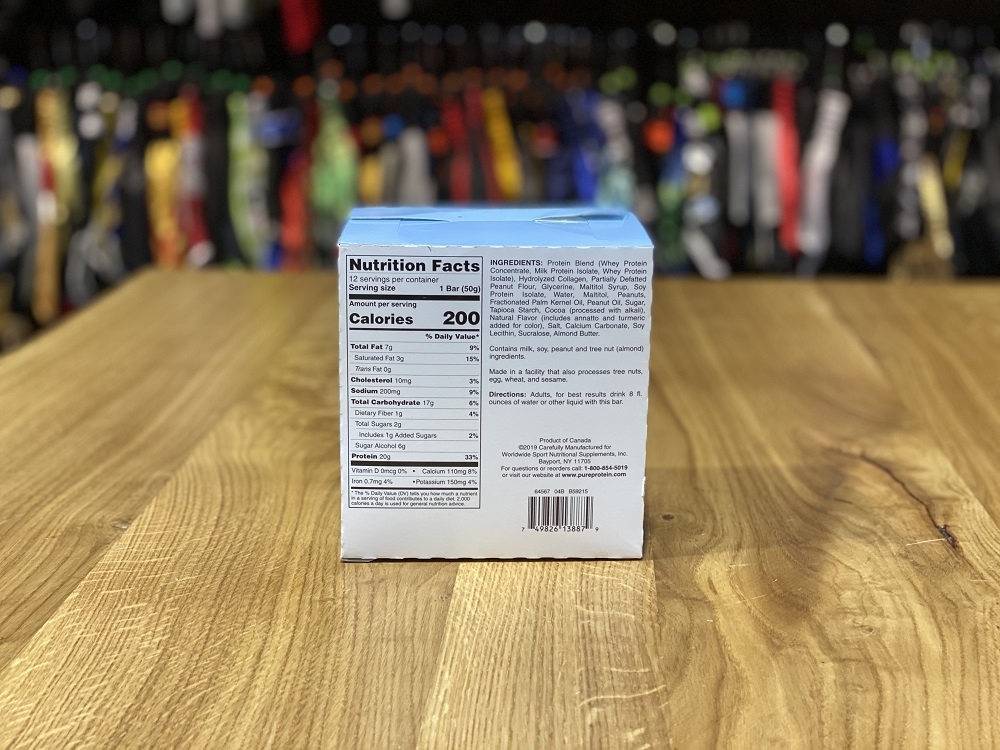 Nutrition Facts
12 servings per container
Serving size 1 Bar (50g)
Amount per serving
Calories 200
% Daily Value*
Total Fat 7g 9%
Saturated Fat 3g 15%
Trans Fat 0g
Cholesterol 10mg 3%
Sodium 200mg 9%
Total Carbohydrate 17g 6%
Dietary Fiber 1g 4%
Total Sugars 2g
Includes 1g Added Sugars 2%
Sugar Alcohol 6g
Protein 20g 33%
Vitamin D 0mcg 0% • Calcium 110mg 8%
Iron 0.7mg 4% • Potassium 150mg 4%
* The % Daily Value (DV) tells you how much a nutrient
in a serving of food contributes to a daily diet. 2,000
calories a day is used for general nutrition advice.
INGREDIENTS: Protein Blend (Whey Protein
Concentrate, Milk Protein Isolate, Whey Protein
Isolate), Hydrolyzed Collagen, Partially Defatted
Peanut Flour, Glycerine, Maltitol Syrup, Soy
Protein Isolate, Water, Maltitol, Peanuts,
Fractionated Palm Kernel Oil, Peanut Oil, Sugar,
Tapioca Starch, Cocoa (processed with alkali),
Natural Flavor (includes annatto and turmeric
added for color), Salt, Calcium Carbonate, Soy
Lecithin, Sucralose, Almond Butter.
Contains milk, soy, peanut and tree nut (almond)
ingredients.
Made in a facility that also processes tree nuts,
egg, wheat, and sesame.
Directions: Adults, for best results drink 8 fl.
ounces of water or other liquid with this bar.
Product of Canada
©2019 Carefully Manufactured for
Worldwide Sport Nutritional Supplements, Inc.
Bayport, NY 11705
For questions or reorders call: 1-800-854-5019
or visit our website at www.pureprotein.com
64567 04B B59215
7 49826 13887 9